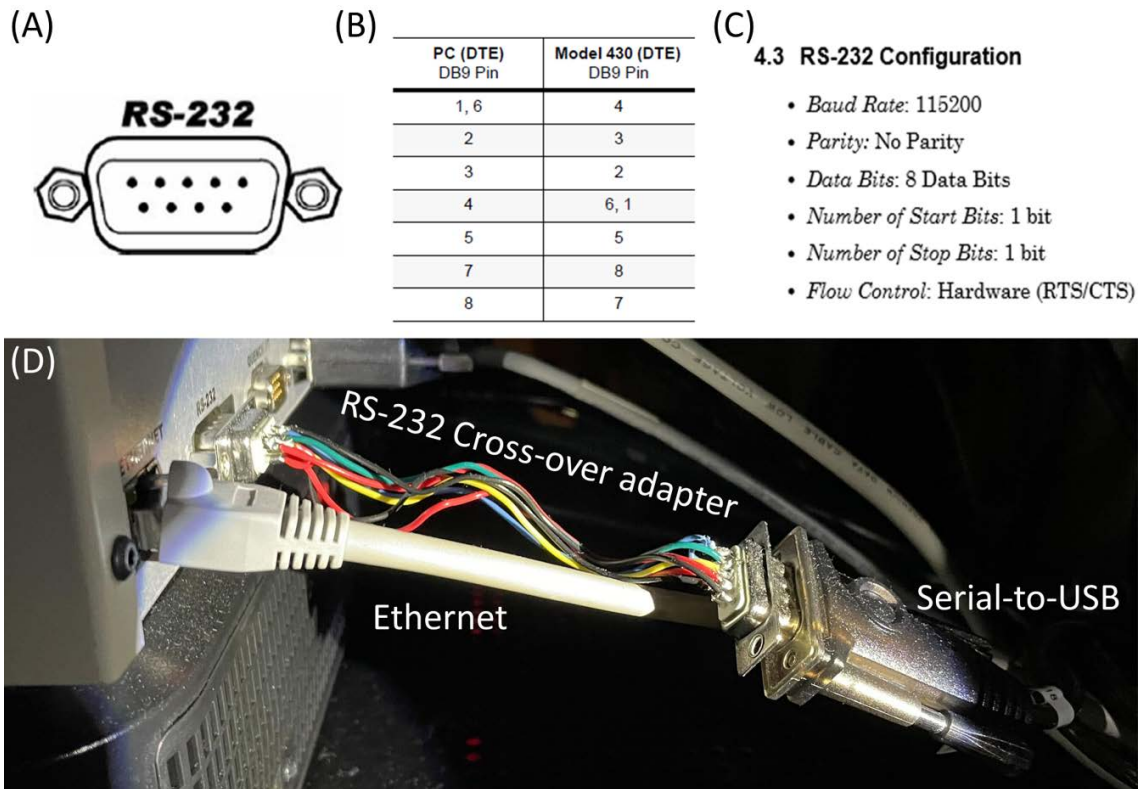 (A)
RS-232
(B)
PC (DTE) Model 430 (DTE)
DB9 Pin DB9 Pin
1, 6 4
2 3
3 2
4 6, 1
5 5
7 8
8 7
(C)
4.3 RS-232 Configuration
• Baud Rate: 115200
• Parity: No Parity
• Data Bits: 8 Data Bits
• Number of Start Bits: 1 bit
• Number of Stop Bits: 1 bit
• Flow Control: Hardware (RTS/CTS)
(D)
RS-232
ETHERNET
RS-232 Cross-over adapter
Ethernet
Serial-to-USB